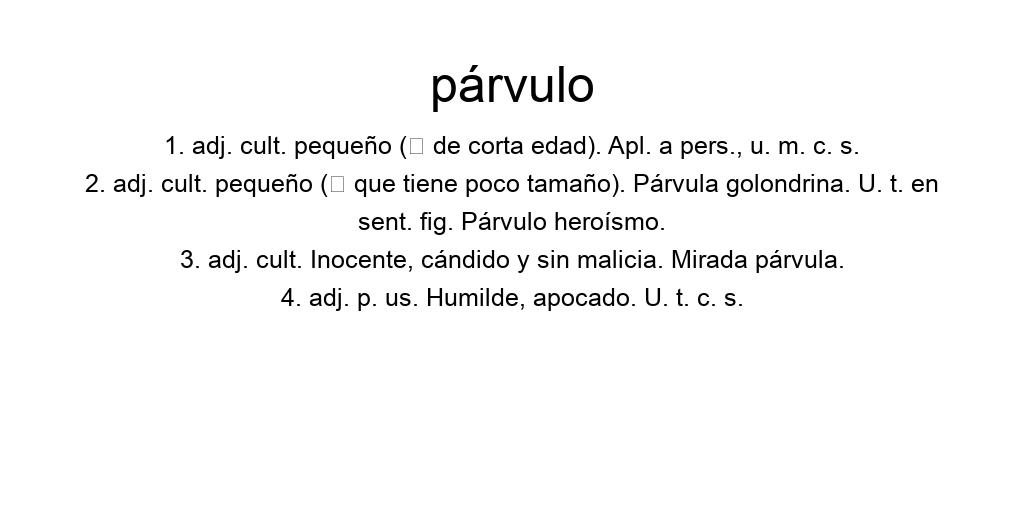 párvulo
1. adj. cult. pequeño (▯ de corta edad). Apl. a pers., u. m. c. s.
2. adj. cult. pequeño (▯ que tiene poco tamaño). Párvula golondrina. U. t. en
sent. fig. Párvulo heroísmo.
3. adj. cult. Inocente, cándido y sin malicia. Mirada párvula.
4. adj. p. us. Humilde, apocado. U. t. c. s.